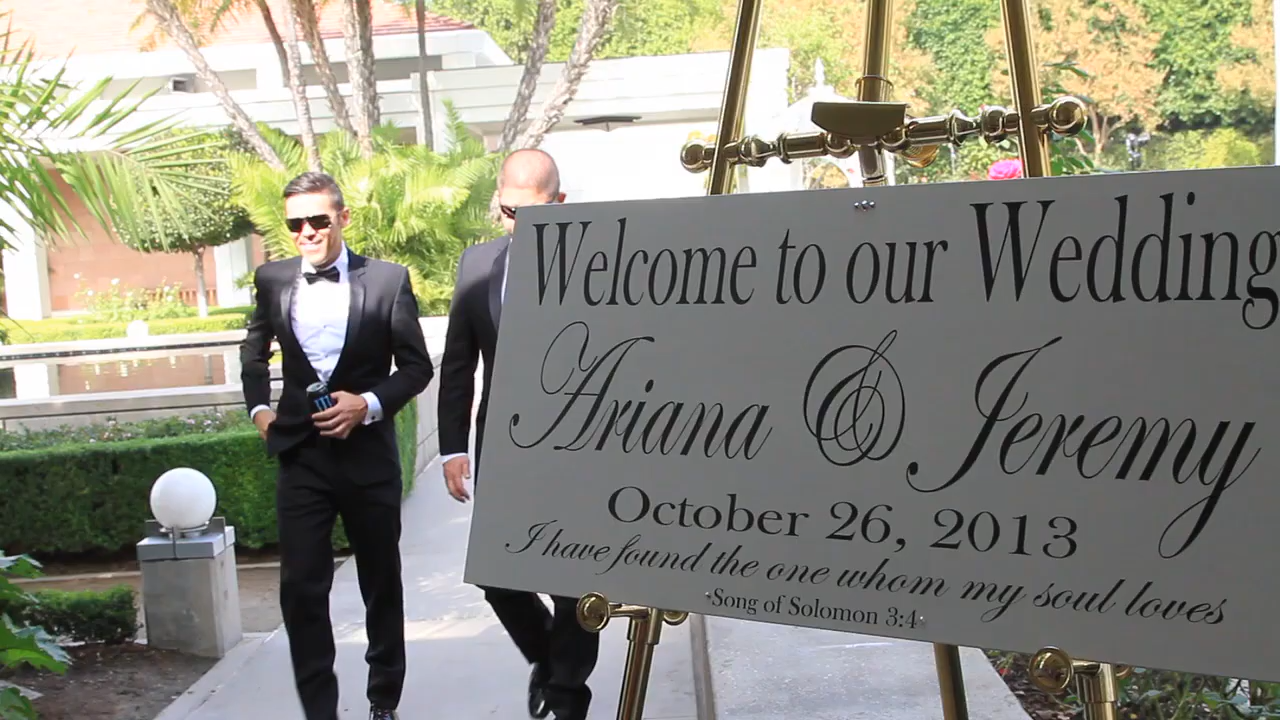 Welcome to our Wedding
Ariana & Jeremy
October 26, 2013
I have found the one whom my soul loves
Song of Solomon 3:4